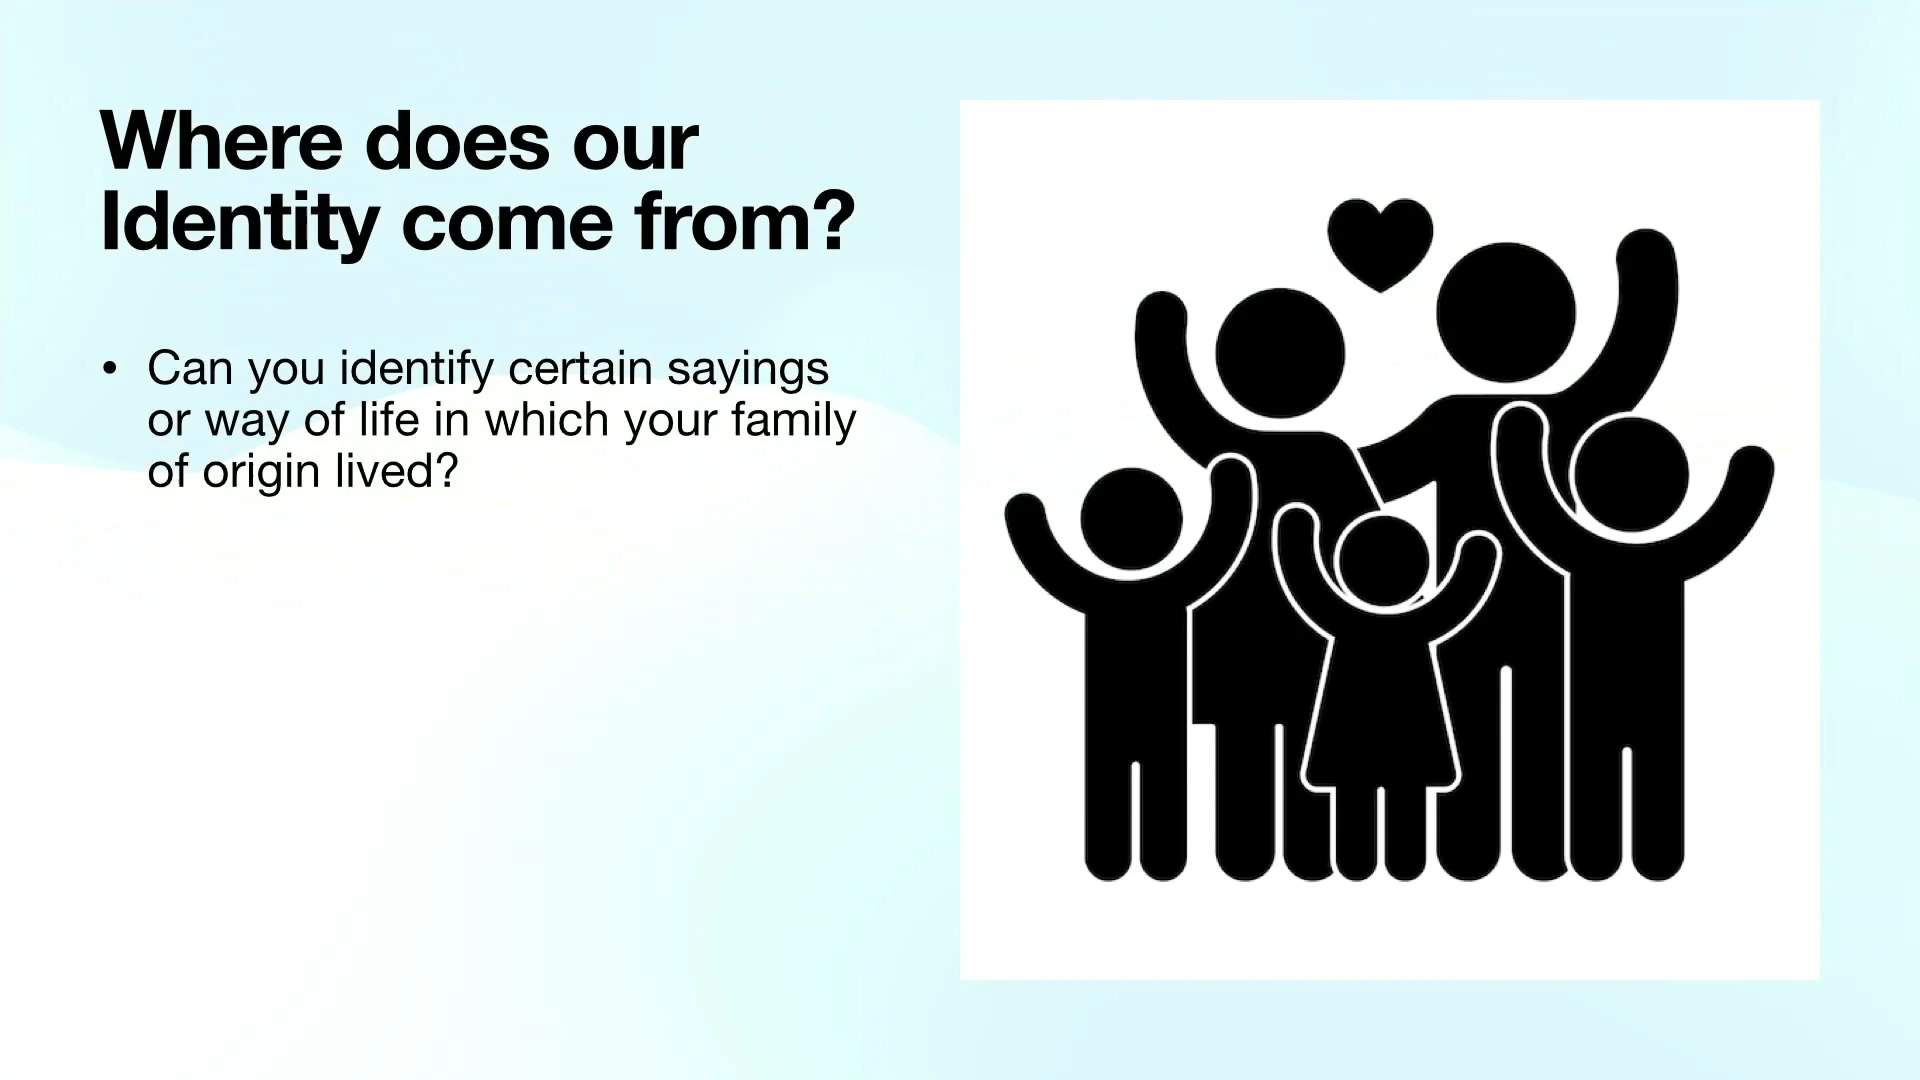 Where does our
Identity come from?
• Can you identify certain sayings
or way of life in which your family
of origin lived?